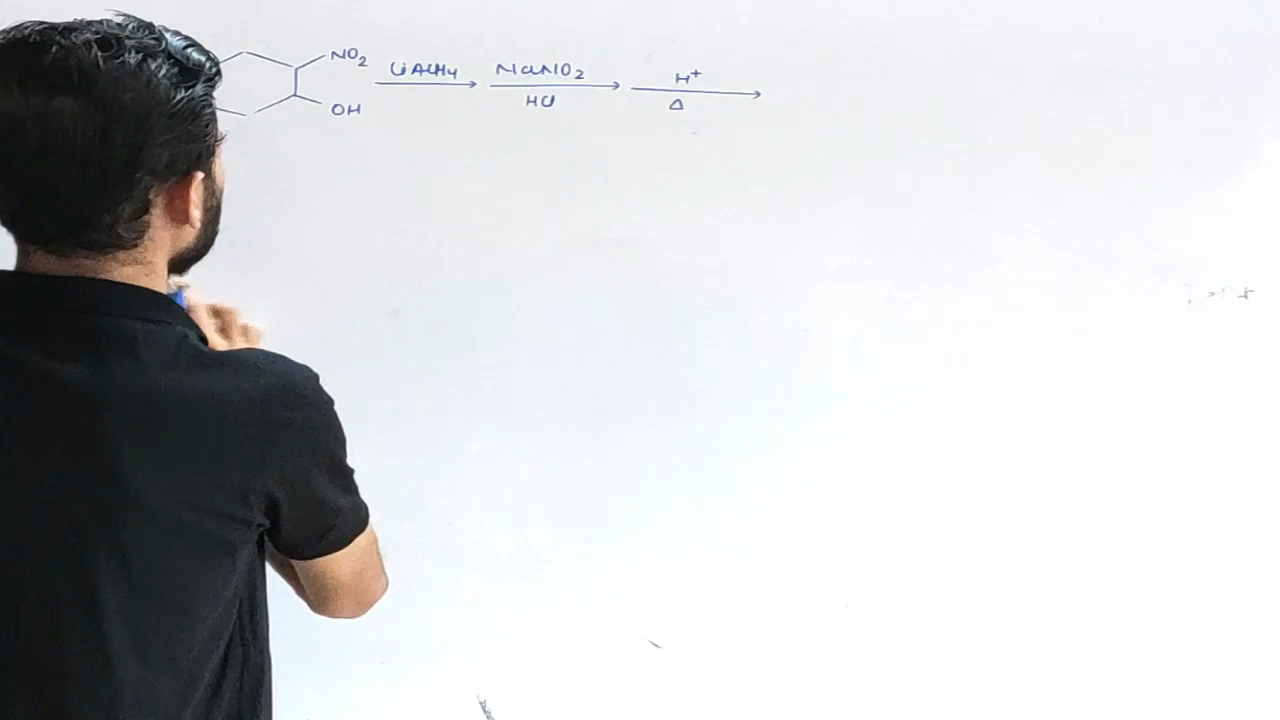 NO2
LiAlH4
NaNO2
H+
HCl
Δ
OH